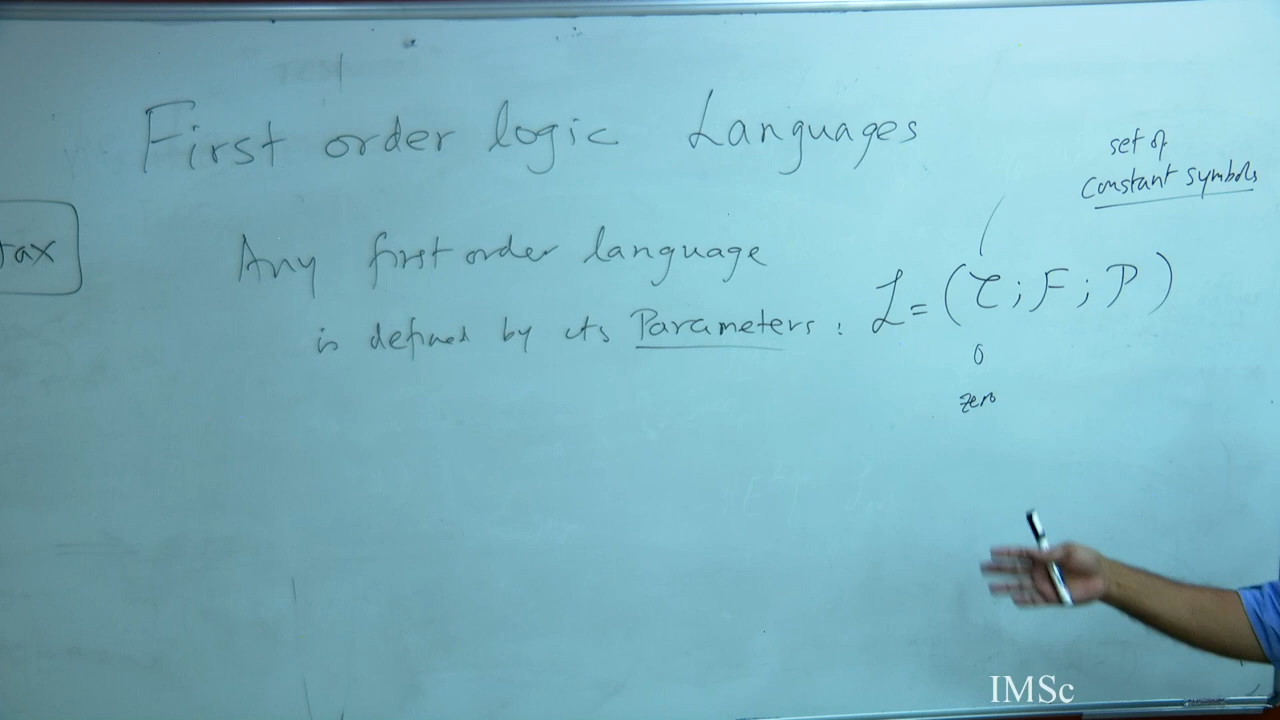 First order logic Languages
set of
constant symbols
tax
Any first order language
is defined by its Parameters : L = (C ; F ; P)
0
zero
IMSc